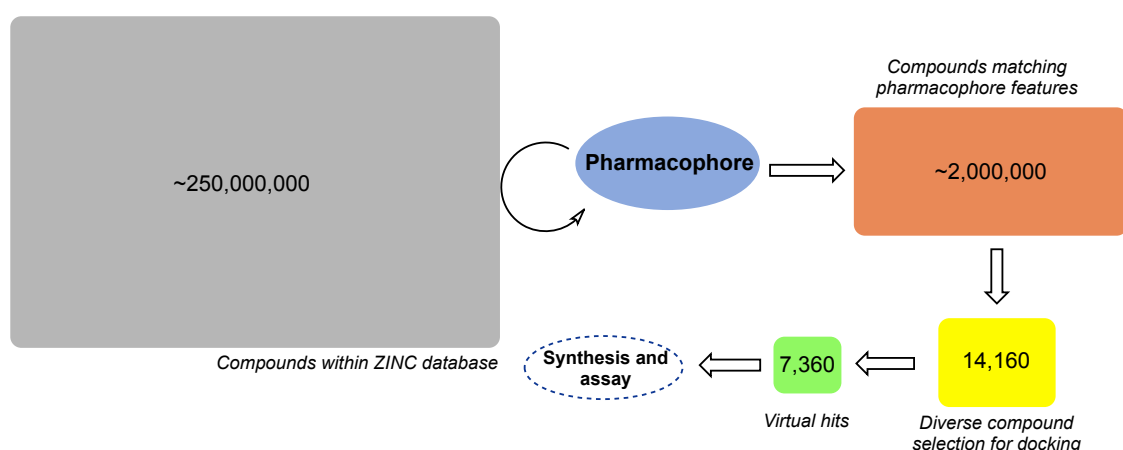 ~250,000,000
Compounds within ZINC database
Pharmacophore
Compounds matching
pharmacophore features
~2,000,000
14,160
Diverse compound
selection for docking
7,360
Virtual hits
Synthesis and
assay